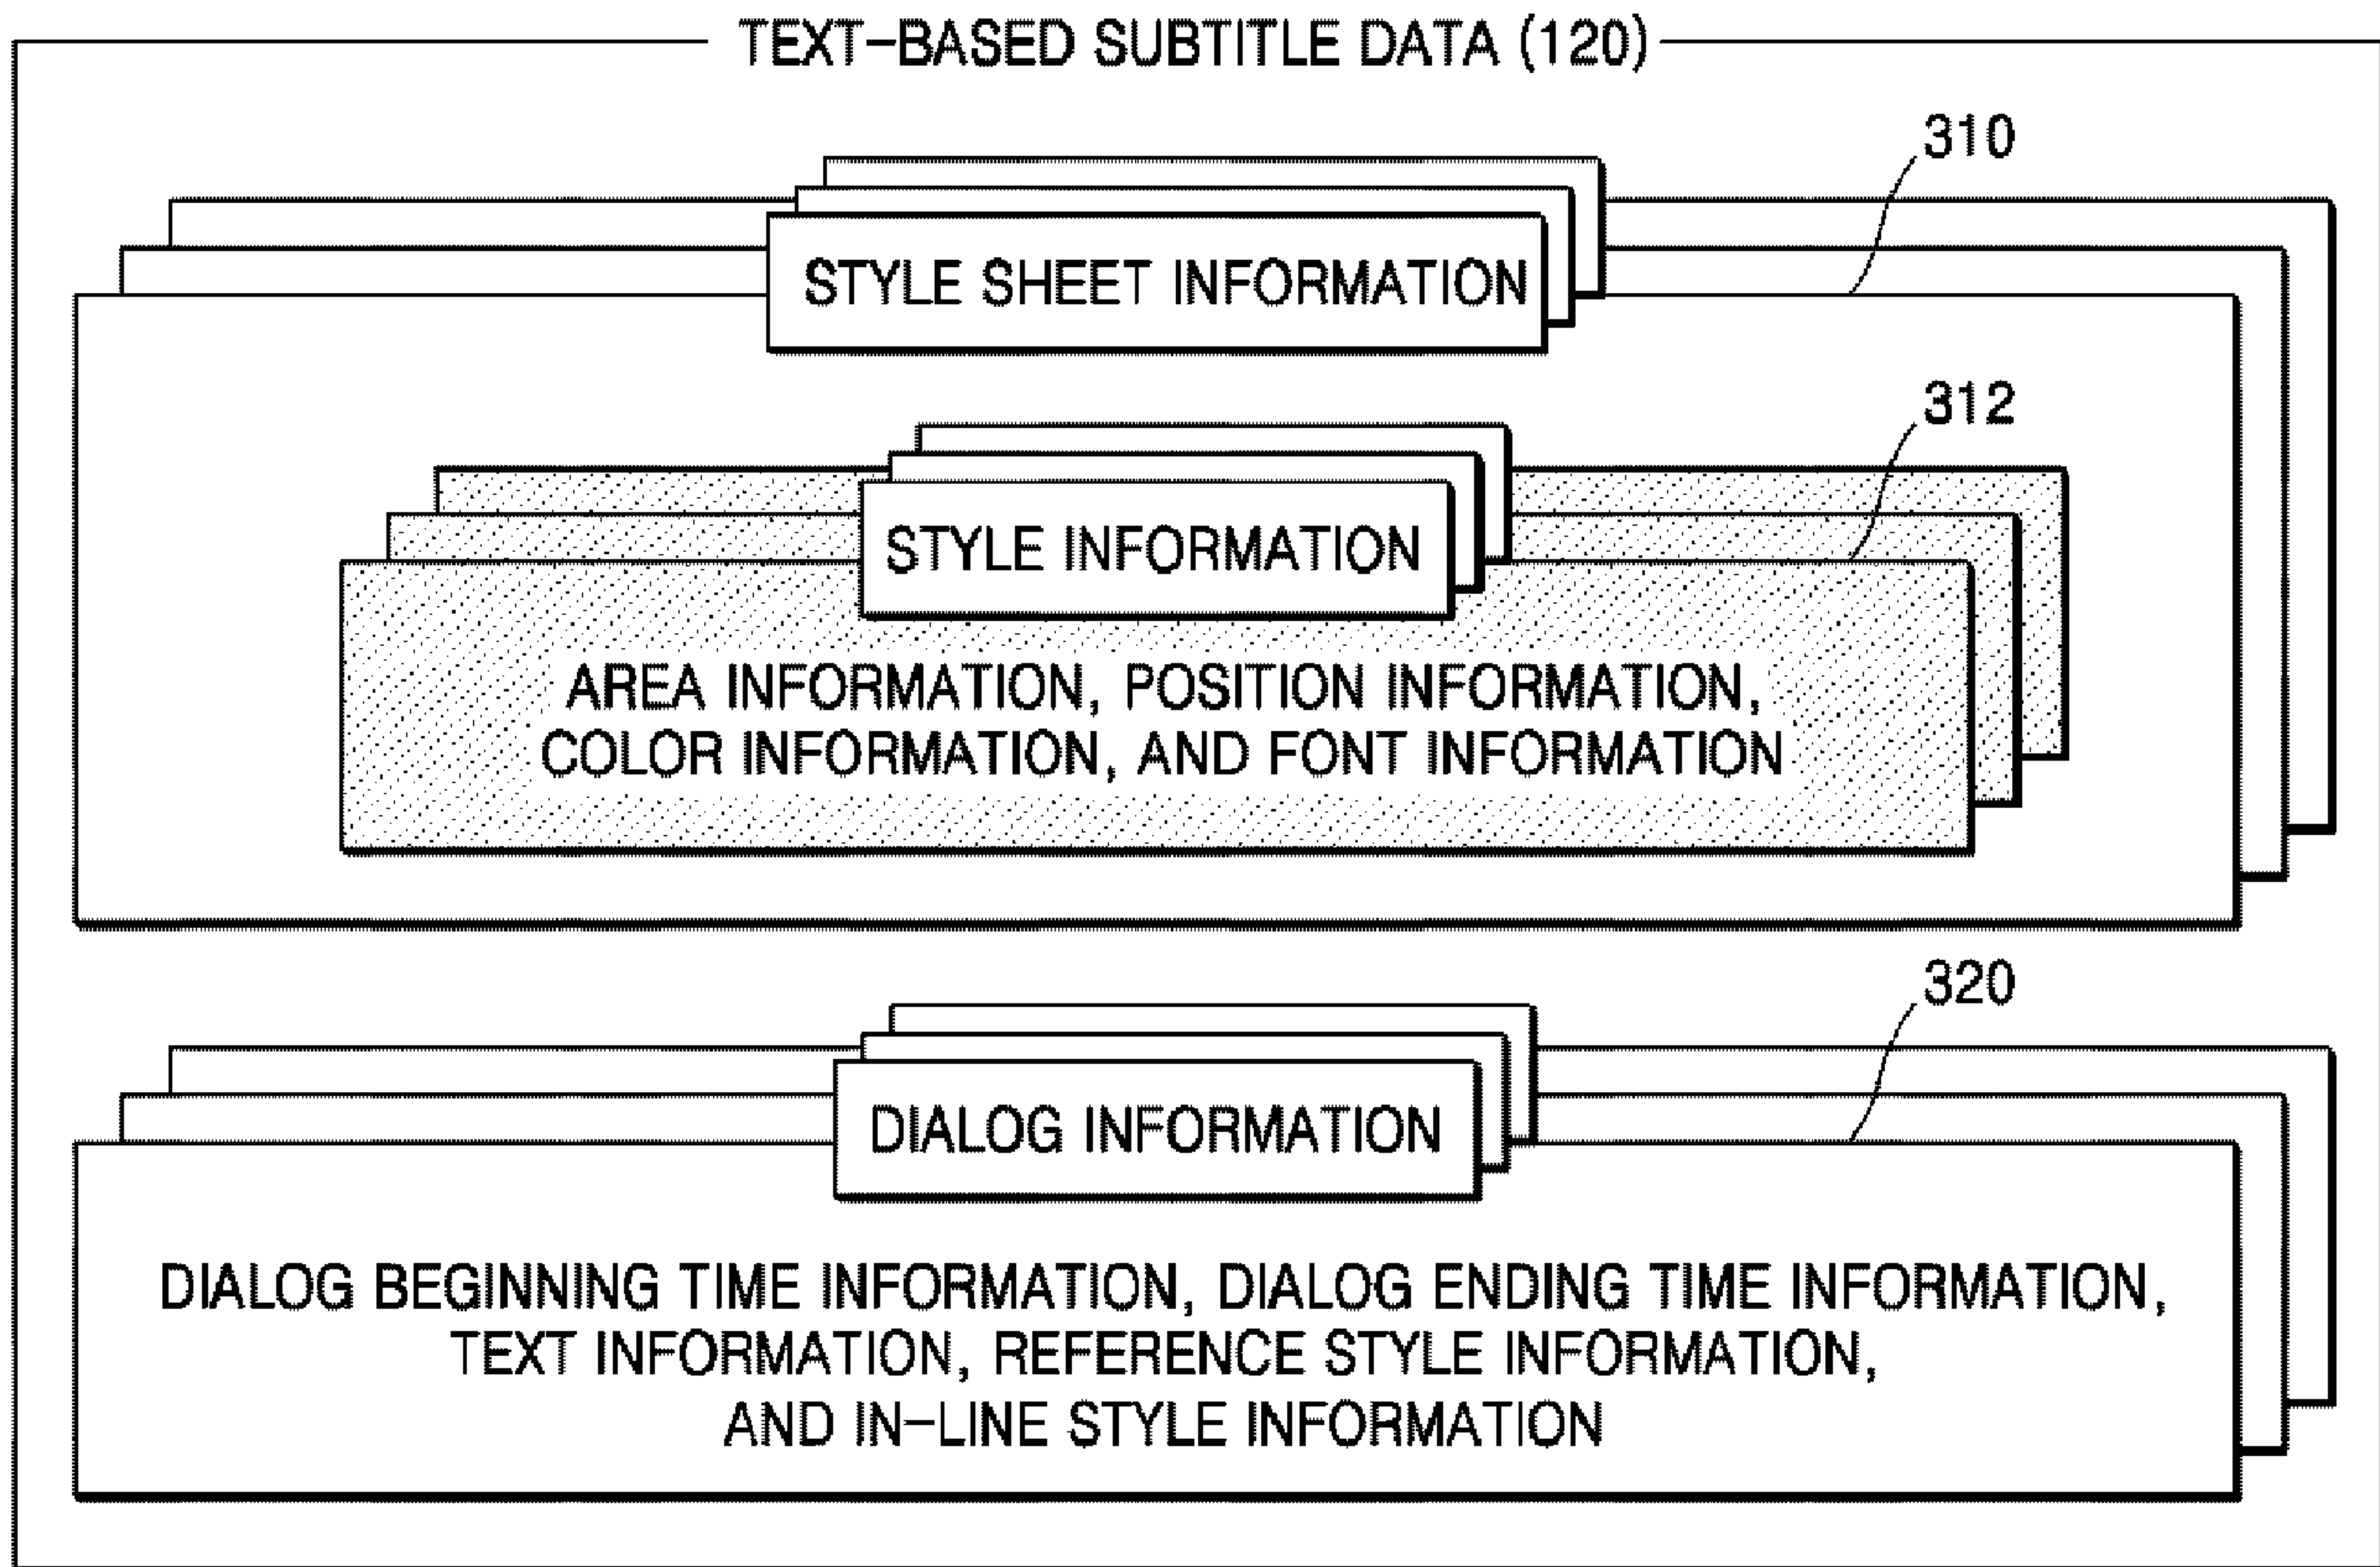 TEXT-BASED SUBTITLE DATA (120)
310
STYLE SHEET INFORMATION
312
STYLE INFORMATION
AREA INFORMATION, POSITION INFORMATION,
COLOR INFORMATION, AND FONT INFORMATION
320
DIALOG INFORMATION
DIALOG BEGINNING TIME INFORMATION, DIALOG ENDING TIME INFORMATION,
TEXT INFORMATION, REFERENCE STYLE INFORMATION,
AND IN-LINE STYLE INFORMATION